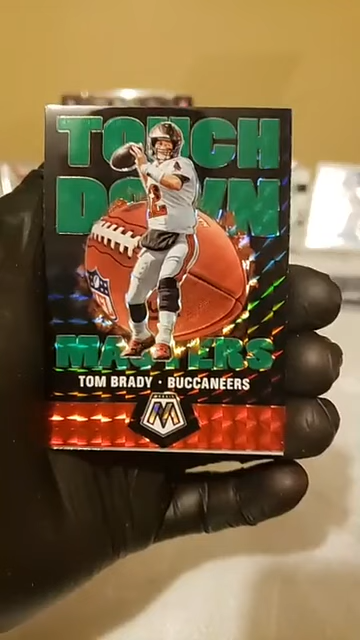 TOUCH
DOWN
MASTERS
TOM BRADY • BUCCANEERS
MOSAIC
M